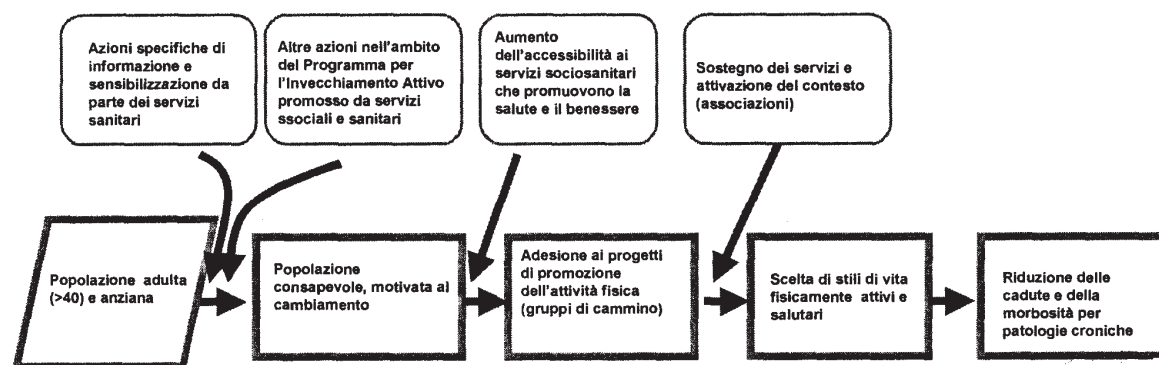 Azioni specifiche di
informazione e
sensibilizzazione da
parte dei servizi
sanitari
Altre azioni nell'ambito
del Programma per
l'Invecchiamento Attivo
promosso da servizi
ssociali e sanitari
Aumento
dell'accessibilità ai
servizi sociosanitari
che promuovono la
salute e il benessere
Sostegno dei servizi e
attivazione del contesto
(associazioni)
Popolazione adulta
(>40) e anziana
Popolazione
consapevole, motivata al
cambiamento
Adesione ai progetti
di promozione
dell'attività fisica
(gruppi di cammino)
Scelta di stili di vita
fisicamente attivi e
salutari
Riduzione delle
cadute e della
morbosità per
patologie croniche